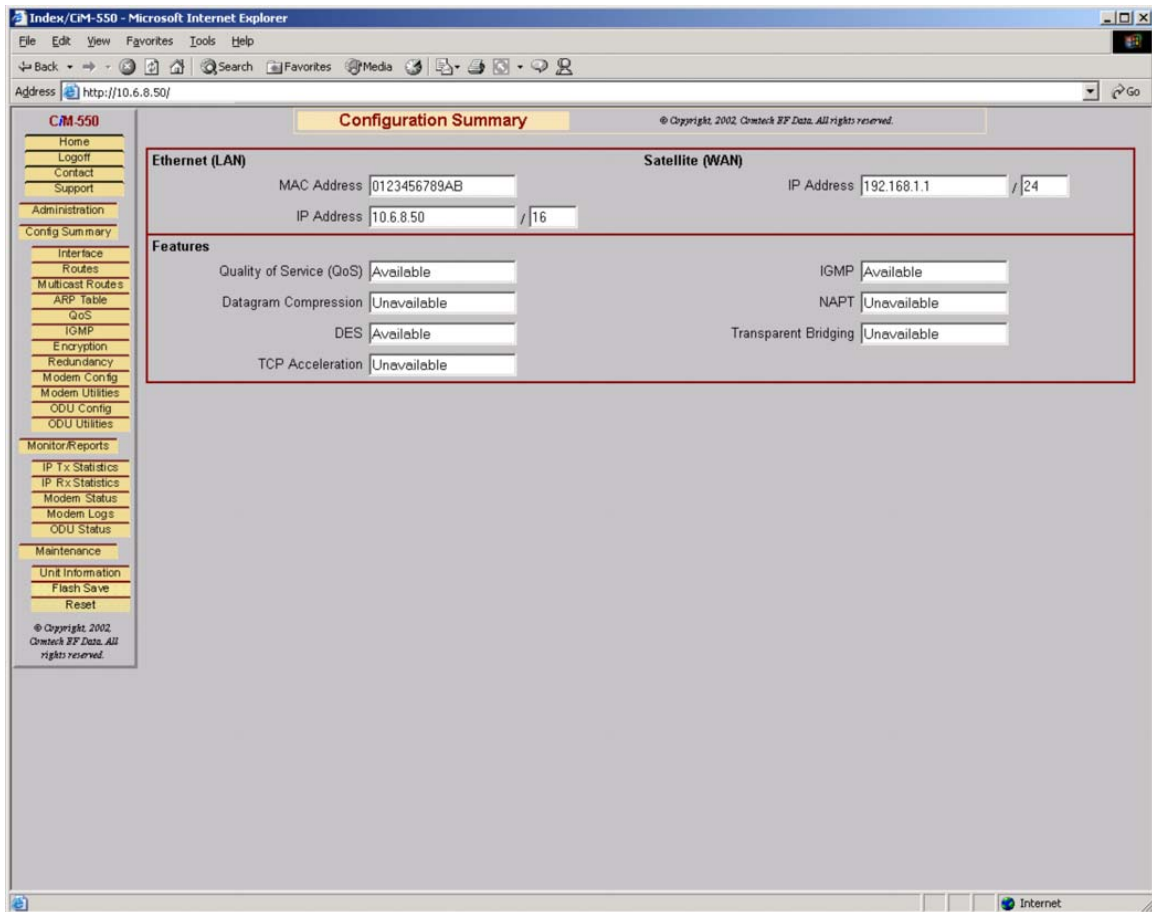 Index/CiM-550 - Microsoft Internet Explorer
File Edit View Favorites Tools Help
Back Search Favorites Media
Address http://10.6.8.50/ Go
CiM-550
Home
Logoff
Contact
Support
Administration
Config Summary
Interface
Routes
Multicast Routes
ARP Table
QoS
IGMP
Encryption
Redundancy
Modem Config
Modem Utilities
ODU Config
ODU Utilities
Monitor/Reports
IP Tx Statistics
IP Rx Statistics
Modem Status
Modem Logs
ODU Status
Maintenance
Unit Information
Flash Save
Reset
© Copyright, 2002,
Comtech EF Data. All
rights reserved.
Configuration Summary
© Copyright, 2002, Comtech EF Data. All rights reserved.
Ethernet (LAN) Satellite (WAN)
MAC Address 0123456789AB IP Address 192.168.1.1 / 24
IP Address 10.6.8.50 / 16
Features
Quality of Service (QoS) Available IGMP Available
Datagram Compression Unavailable NAPT Unavailable
DES Available Transparent Bridging Unavailable
TCP Acceleration Unavailable
Internet